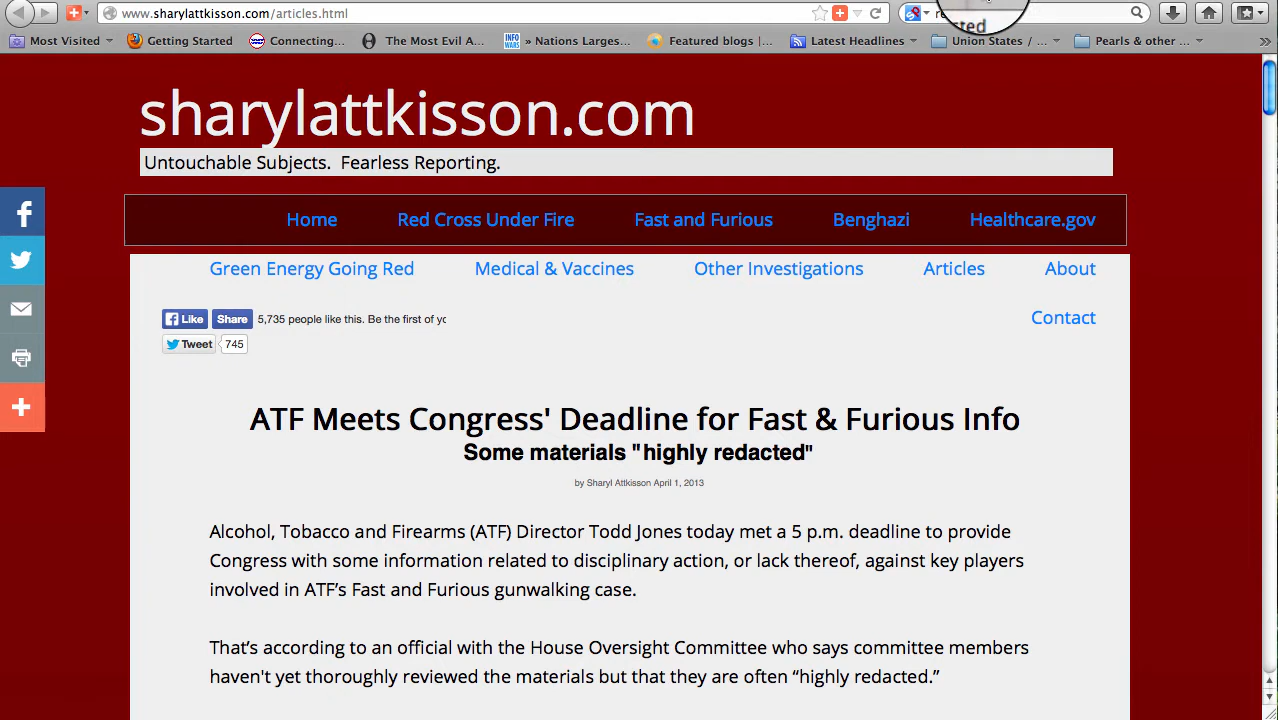 www.sharylattkisson.com/articles.html
Most Visited
Getting Started
Connecting...
The Most Evil A...
INFO WARS
» Nations Larges...
Featured blogs |...
Latest Headlines
Union States / ...
Pearls & other ...
sharylattkisson.com
Untouchable Subjects. Fearless Reporting.
Home Red Cross Under Fire Fast and Furious Benghazi Healthcare.gov
Green Energy Going Red Medical & Vaccines Other Investigations Articles About
Contact
Like Share 5,735 people like this. Be the first of yc
Tweet 745
ATF Meets Congress' Deadline for Fast & Furious Info
Some materials "highly redacted"
by Sharyl Attkisson April 1, 2013
Alcohol, Tobacco and Firearms (ATF) Director Todd Jones today met a 5 p.m. deadline to provide
Congress with some information related to disciplinary action, or lack thereof, against key players
involved in ATF’s Fast and Furious gunwalking case.
That’s according to an official with the House Oversight Committee who says committee members
haven't yet thoroughly reviewed the materials but that they are often “highly redacted.”